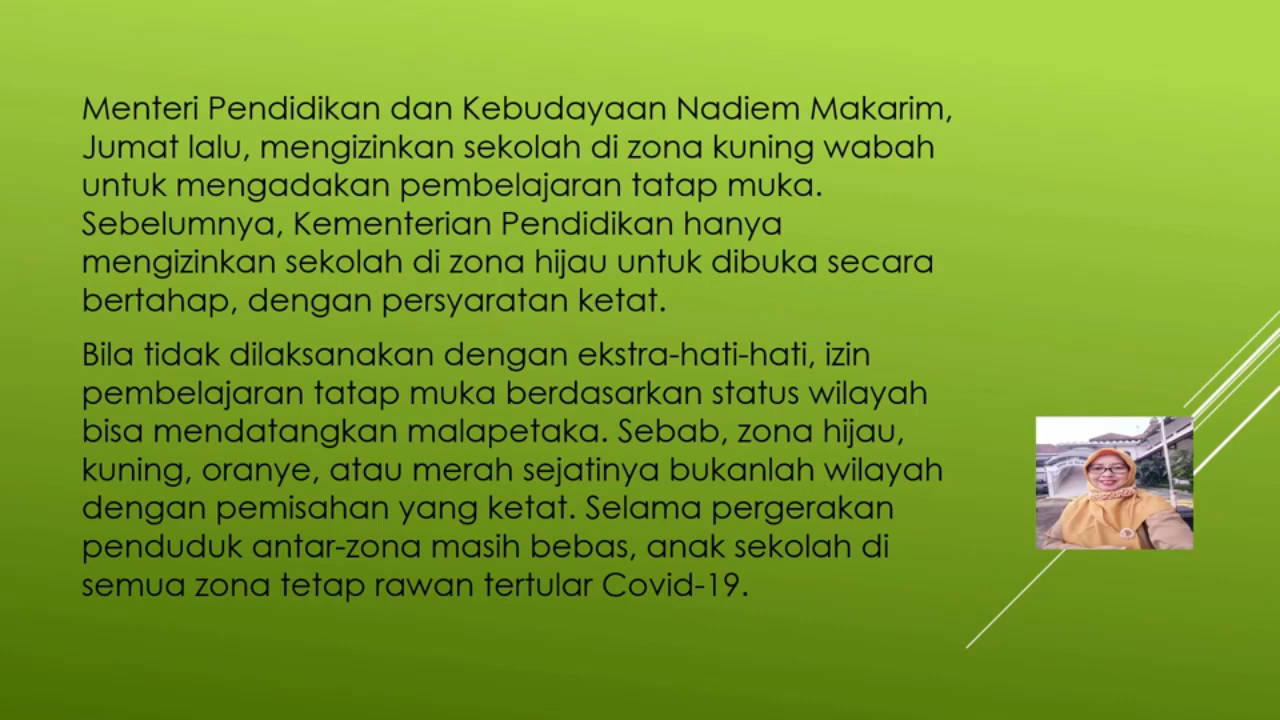 Menteri Pendidikan dan Kebudayaan Nadiem Makarim,
Jumat lalu, mengizinkan sekolah di zona kuning wabah
untuk mengadakan pembelajaran tatap muka.
Sebelumnya, Kementerian Pendidikan hanya
mengizinkan sekolah di zona hijau untuk dibuka secara
bertahap, dengan persyaratan ketat.
Bila tidak dilaksanakan dengan ekstra-hati-hati, izin
pembelajaran tatap muka berdasarkan status wilayah
bisa mendatangkan malapetaka. Sebab, zona hijau,
kuning, oranye, atau merah sejatinya bukanlah wilayah
dengan pemisahan yang ketat. Selama pergerakan
penduduk antar-zona masih bebas, anak sekolah di
semua zona tetap rawan tertular Covid-19.